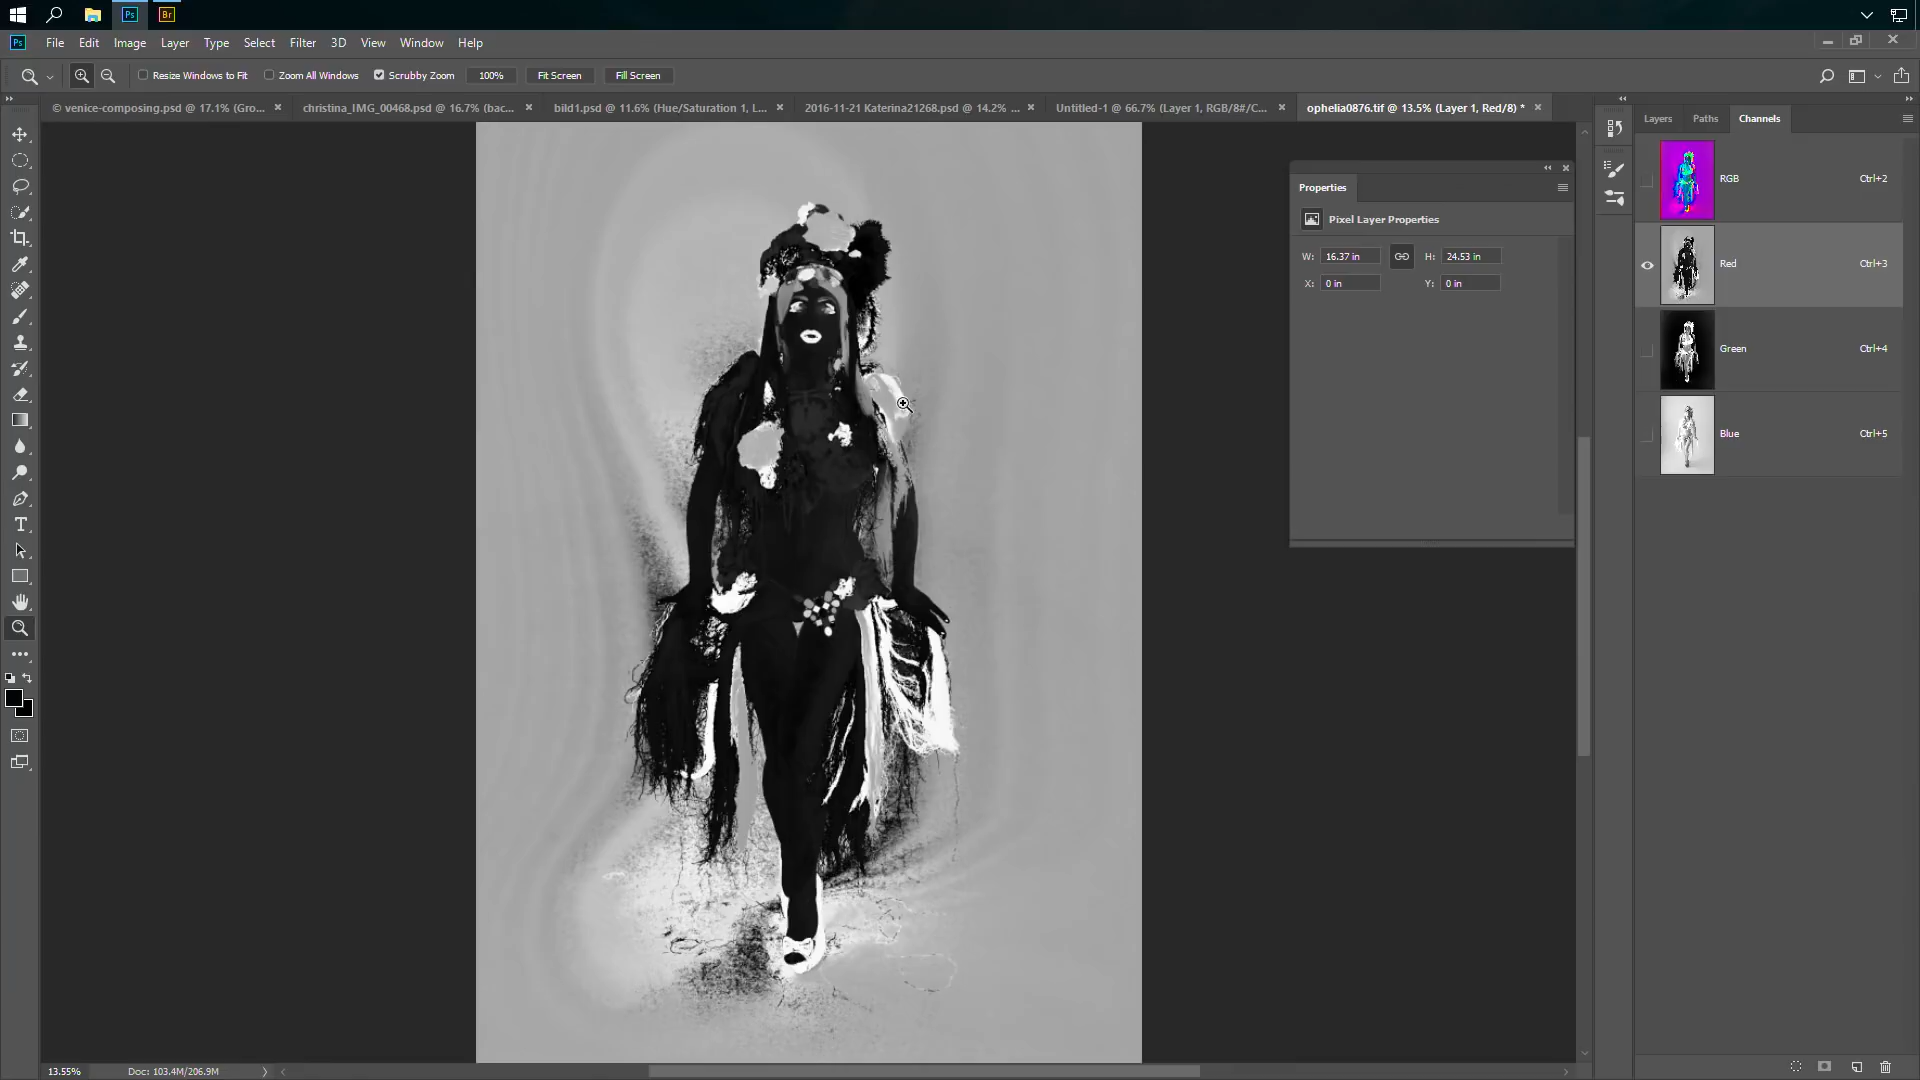 Ps
Br
Ps File Edit Image Layer Type Select Filter 3D View Window Help
Resize Windows to Fit Zoom All Windows Scrubby Zoom 100% Fit Screen Fill Screen
© venice-composing.psd @ 17.1% (Gro... christina_IMG_00468.psd @ 16.7% (bac... bild1.psd @ 11.6% (Hue/Saturation 1, L... 2016-11-21 Katerina21268.psd @ 14.2% ... Untitled-1 @ 66.7% (Layer 1, RGB/8#/C... ophelia0876.tif @ 13.5% (Layer 1, Red/8) *
Layers Paths Channels
RGB Ctrl+2
Properties
Pixel Layer Properties
W: 16.37 in H: 24.53 in
X: 0 in Y: 0 in
Red Ctrl+3
Green Ctrl+4
Blue Ctrl+5
T
13.55% Doc: 103.4M/206.9M